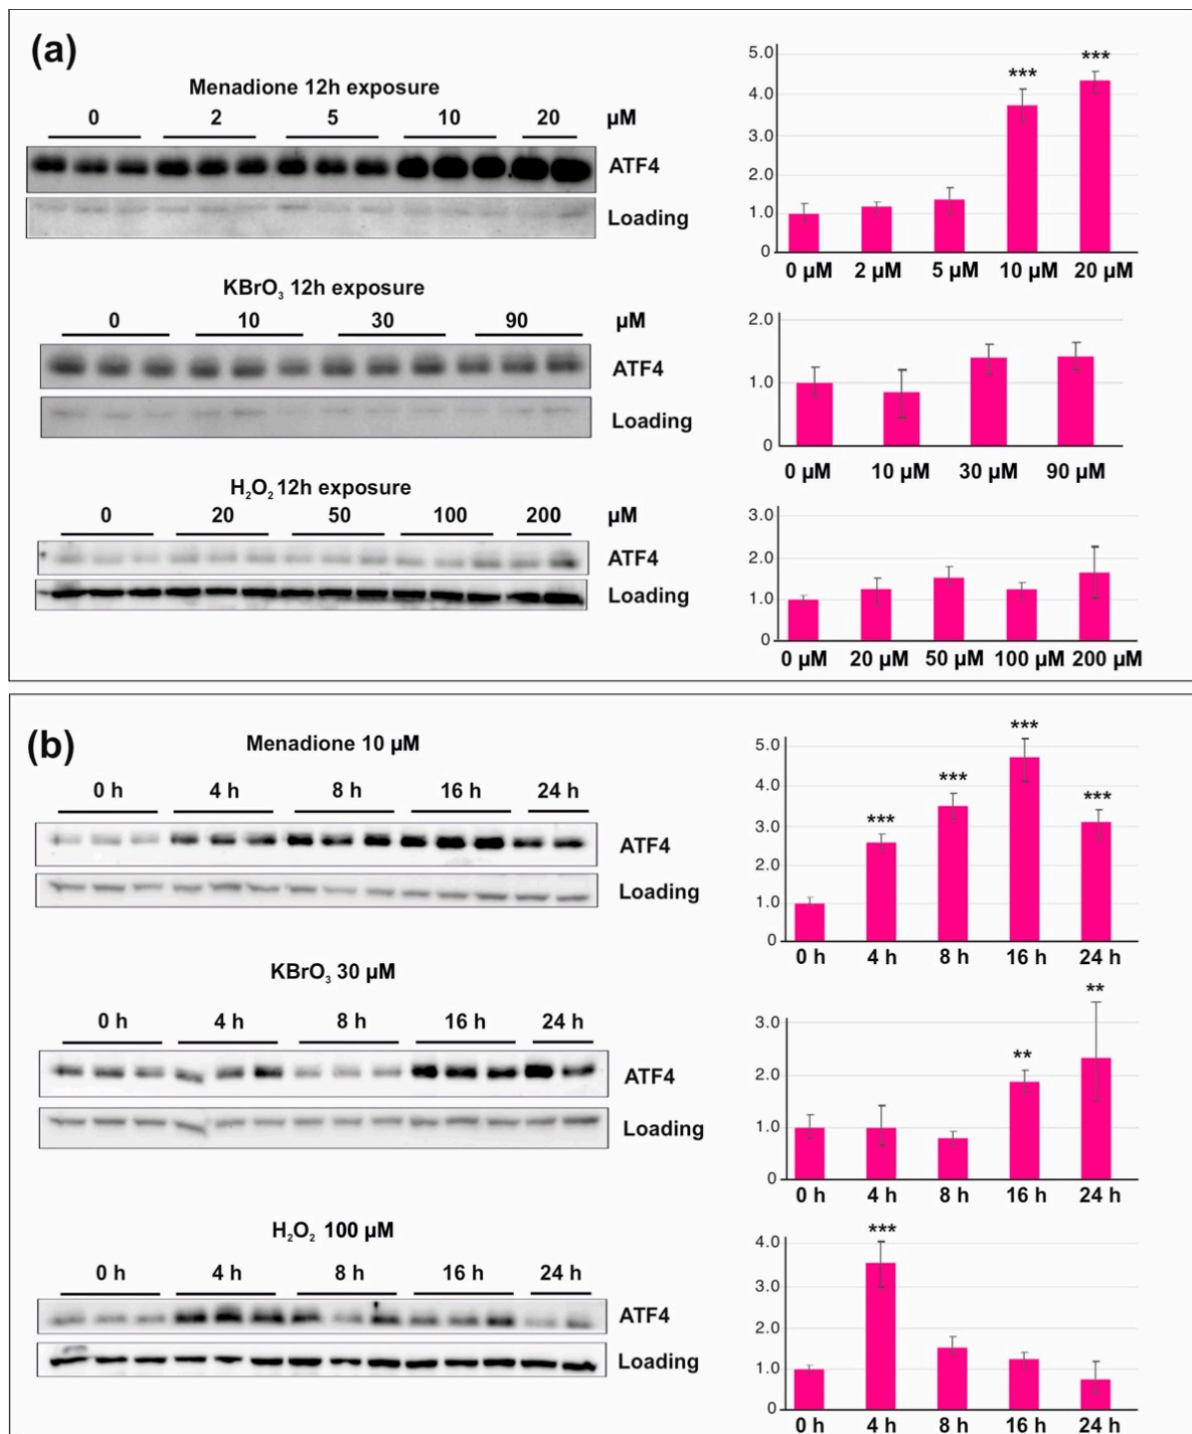 (a)
Menadione 12h exposure
0 2 5 10 20 µM
ATF4
Loading
5.0
4.0
3.0
2.0
1.0
0
*** ***
0 µM 2 µM 5 µM 10 µM 20 µM
KBrO₃ 12h exposure
0 10 30 90 µM
ATF4
Loading
2.0
1.0
0
0 µM 10 µM 30 µM 90 µM
H₂O₂ 12h exposure
0 20 50 100 200 µM
ATF4
Loading
3.0
2.0
1.0
0
0 µM 20 µM 50 µM 100 µM 200 µM
(b)
Menadione 10 µM
0 h 4 h 8 h 16 h 24 h
ATF4
Loading
5.0
4.0
3.0
2.0
1.0
0
*** *** *** ***
0 h 4 h 8 h 16 h 24 h
KBrO₃ 30 µM
0 h 4 h 8 h 16 h 24 h
ATF4
Loading
3.0
2.0
1.0
0
** **
0 h 4 h 8 h 16 h 24 h
H₂O₂ 100 µM
0 h 4 h 8 h 16 h 24 h
ATF4
Loading
4.0
3.0
2.0
1.0
0
***
0 h 4 h 8 h 16 h 24 h